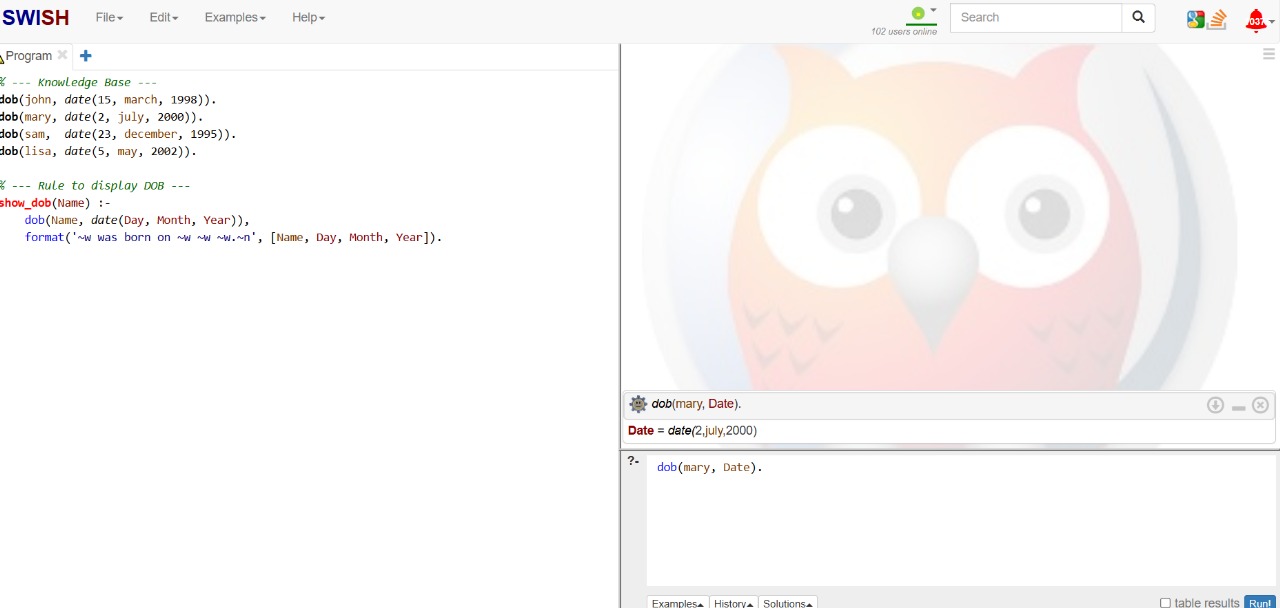 SWISH File Edit Examples Help
102 users online
Search
Program
% --- Knowledge Base ---
dob(john, date(15, march, 1998)).
dob(mary, date(2, july, 2000)).
dob(sam,  date(23, december, 1995)).
dob(lisa, date(5, may, 2002)).
% --- Rule to display DOB ---
show_dob(Name) :-
    dob(Name, date(Day, Month, Year)),
    format('~w was born on ~w ~w ~w.~n', [Name, Day, Month, Year]).
dob(mary, Date).
Date = date(2,july,2000)
?- dob(mary, Date).
Examples History Solutions table results Run!